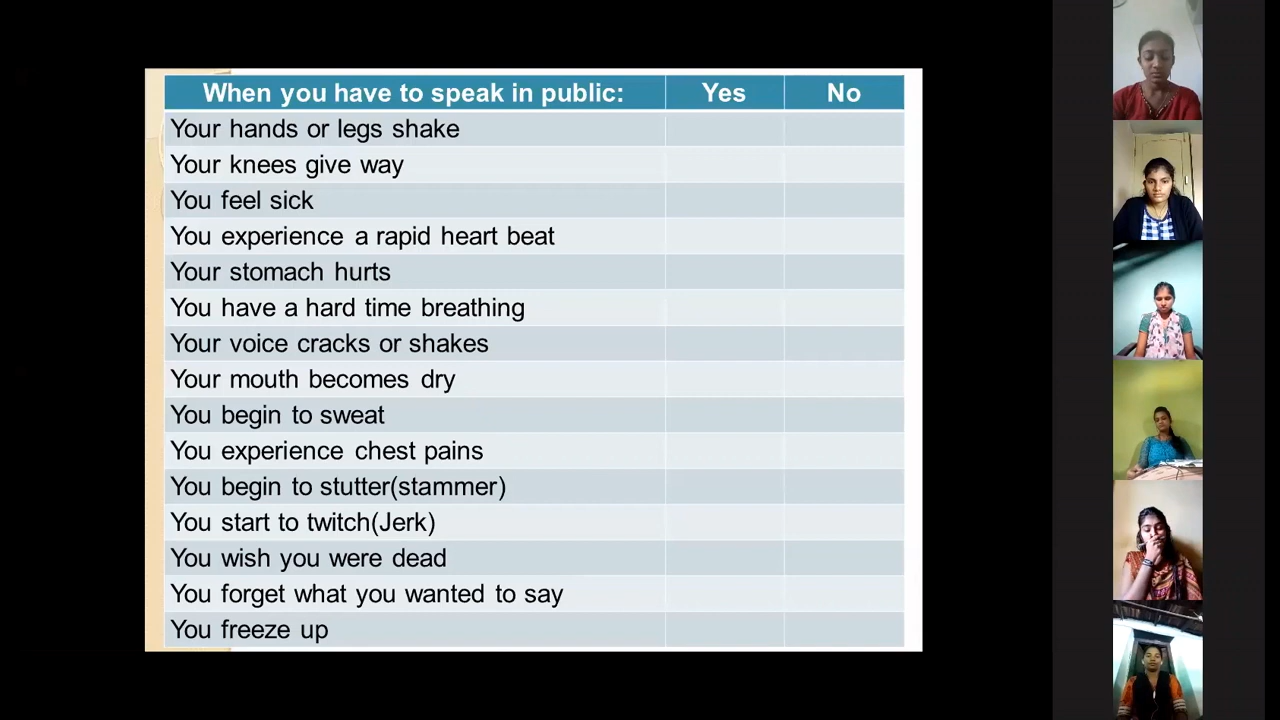 When you have to speak in public: Yes No
Your hands or legs shake
Your knees give way
You feel sick
You experience a rapid heart beat
Your stomach hurts
You have a hard time breathing
Your voice cracks or shakes
Your mouth becomes dry
You begin to sweat
You experience chest pains
You begin to stutter(stammer)
You start to twitch(Jerk)
You wish you were dead
You forget what you wanted to say
You freeze up